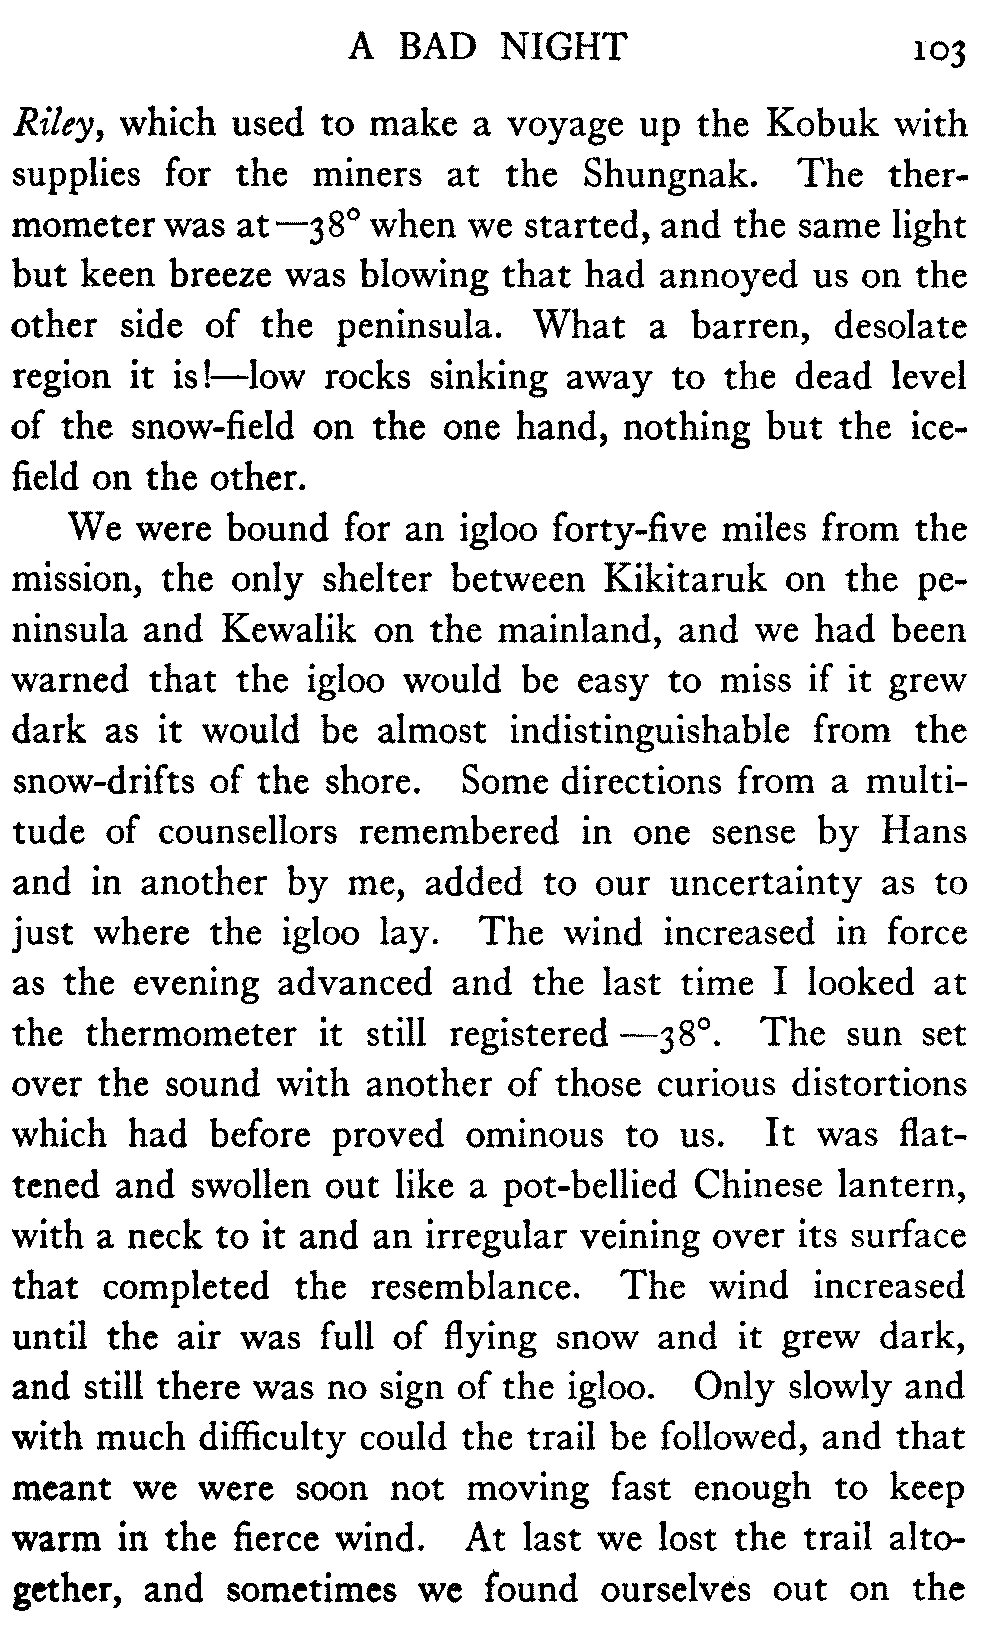 A BAD NIGHT 103
Riley, which used to make a voyage up the Kobuk with
supplies for the miners at the Shungnak. The ther-
mometer was at —38° when we started, and the same light
but keen breeze was blowing that had annoyed us on the
other side of the peninsula. What a barren, desolate
region it is!—low rocks sinking away to the dead level
of the snow-field on the one hand, nothing but the ice-
field on the other.
We were bound for an igloo forty-five miles from the
mission, the only shelter between Kikitaruk on the pe-
ninsula and Kewalik on the mainland, and we had been
warned that the igloo would be easy to miss if it grew
dark as it would be almost indistinguishable from the
snow-drifts of the shore. Some directions from a multi-
tude of counsellors remembered in one sense by Hans
and in another by me, added to our uncertainty as to
just where the igloo lay. The wind increased in force
as the evening advanced and the last time I looked at
the thermometer it still registered —38°. The sun set
over the sound with another of those curious distortions
which had before proved ominous to us. It was flat-
tened and swollen out like a pot-bellied Chinese lantern,
with a neck to it and an irregular veining over its surface
that completed the resemblance. The wind increased
until the air was full of flying snow and it grew dark,
and still there was no sign of the igloo. Only slowly and
with much difficulty could the trail be followed, and that
meant we were soon not moving fast enough to keep
warm in the fierce wind. At last we lost the trail alto-
gether, and sometimes we found ourselves out on the